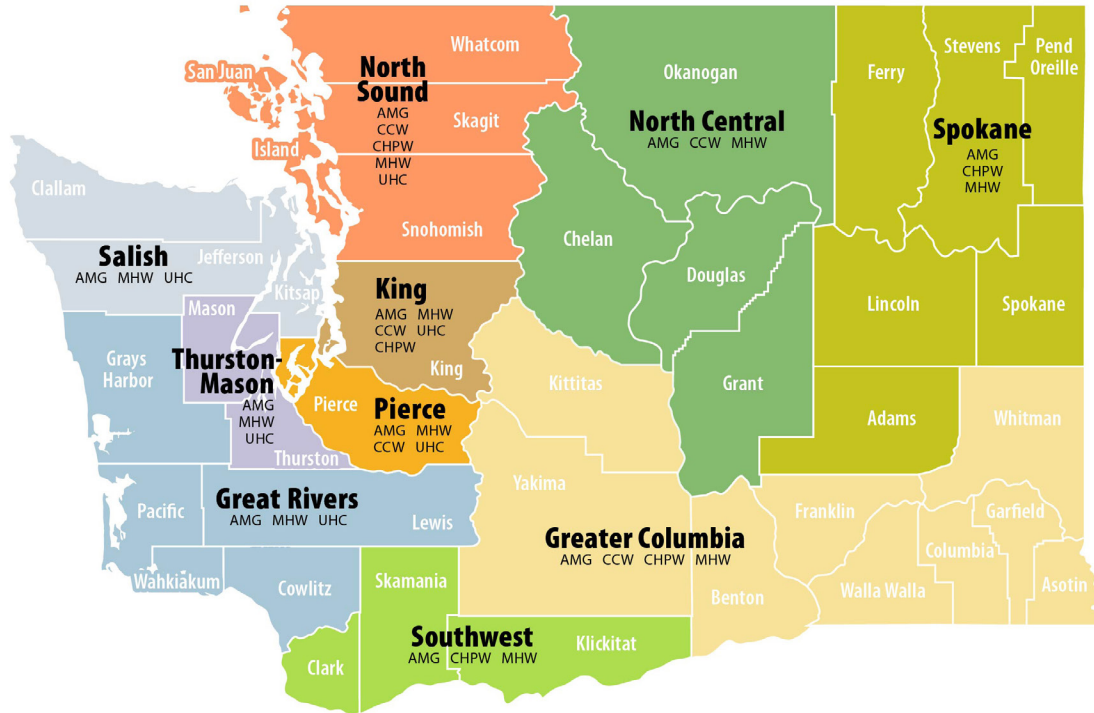 Whatcom
San Juan
North
Sound
AMG
CCW
CHPW
MHW
UHC
Skagit
Island
Snohomish
Okanogan
North Central
AMG CCW MHW
Chelan
Douglas
Grant
Ferry
Stevens
Pend
Oreille
Spokane
AMG
CHPW
MHW
Lincoln
Spokane
Adams
Clallam
Salish
AMG MHW UHC
Jefferson
Kitsap
King
AMG MHW
CCW UHC
CHPW
King
Mason
Thurston-
Mason
AMG
MHW
UHC
Thurston
Pierce
Pierce
AMG MHW
CCW UHC
Grays
Harbor
Pacific
Great Rivers
AMG MHW UHC
Lewis
Wahkiakum
Cowlitz
Kittitas
Yakima
Greater Columbia
AMG CCW CHPW MHW
Benton
Franklin
Whitman
Garfield
Columbia
Walla Walla
Asotin
Skamania
Southwest
AMG CHPW MHW
Klickitat
Clark